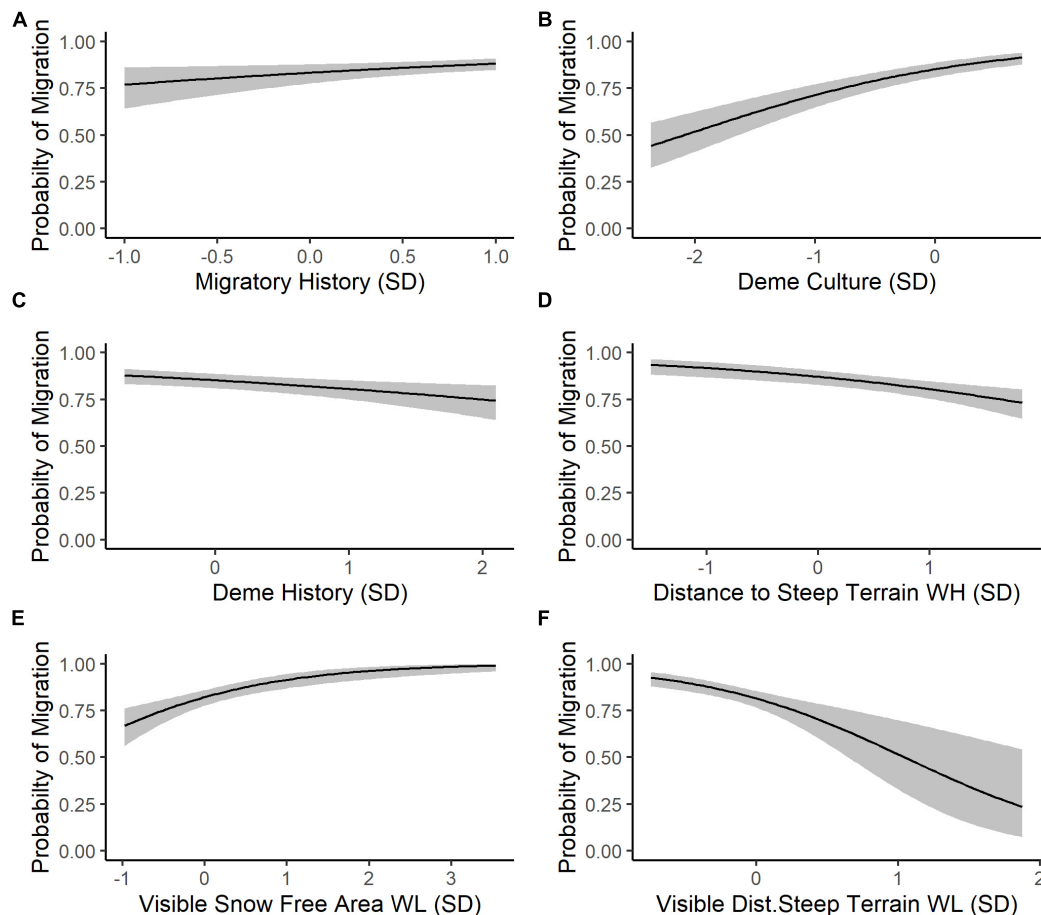 A
Probabilty of Migration
1.00
0.75
0.50
0.25
0.00
-1.0 -0.5 0.0 0.5 1.0
Migratory History (SD)
B
Probabilty of Migration
1.00
0.75
0.50
0.25
0.00
-2 -1 0
Deme Culture (SD)
C
Probabilty of Migration
1.00
0.75
0.50
0.25
0.00
0 1 2
Deme History (SD)
D
Probabilty of Migration
1.00
0.75
0.50
0.25
0.00
-1 0 1
Distance to Steep Terrain WH (SD)
E
Probabilty of Migration
1.00
0.75
0.50
0.25
0.00
-1 0 1 2 3
Visible Snow Free Area WL (SD)
F
Probabilty of Migration
1.00
0.75
0.50
0.25
0.00
0 1 2
Visible Dist.Steep Terrain WL (SD)